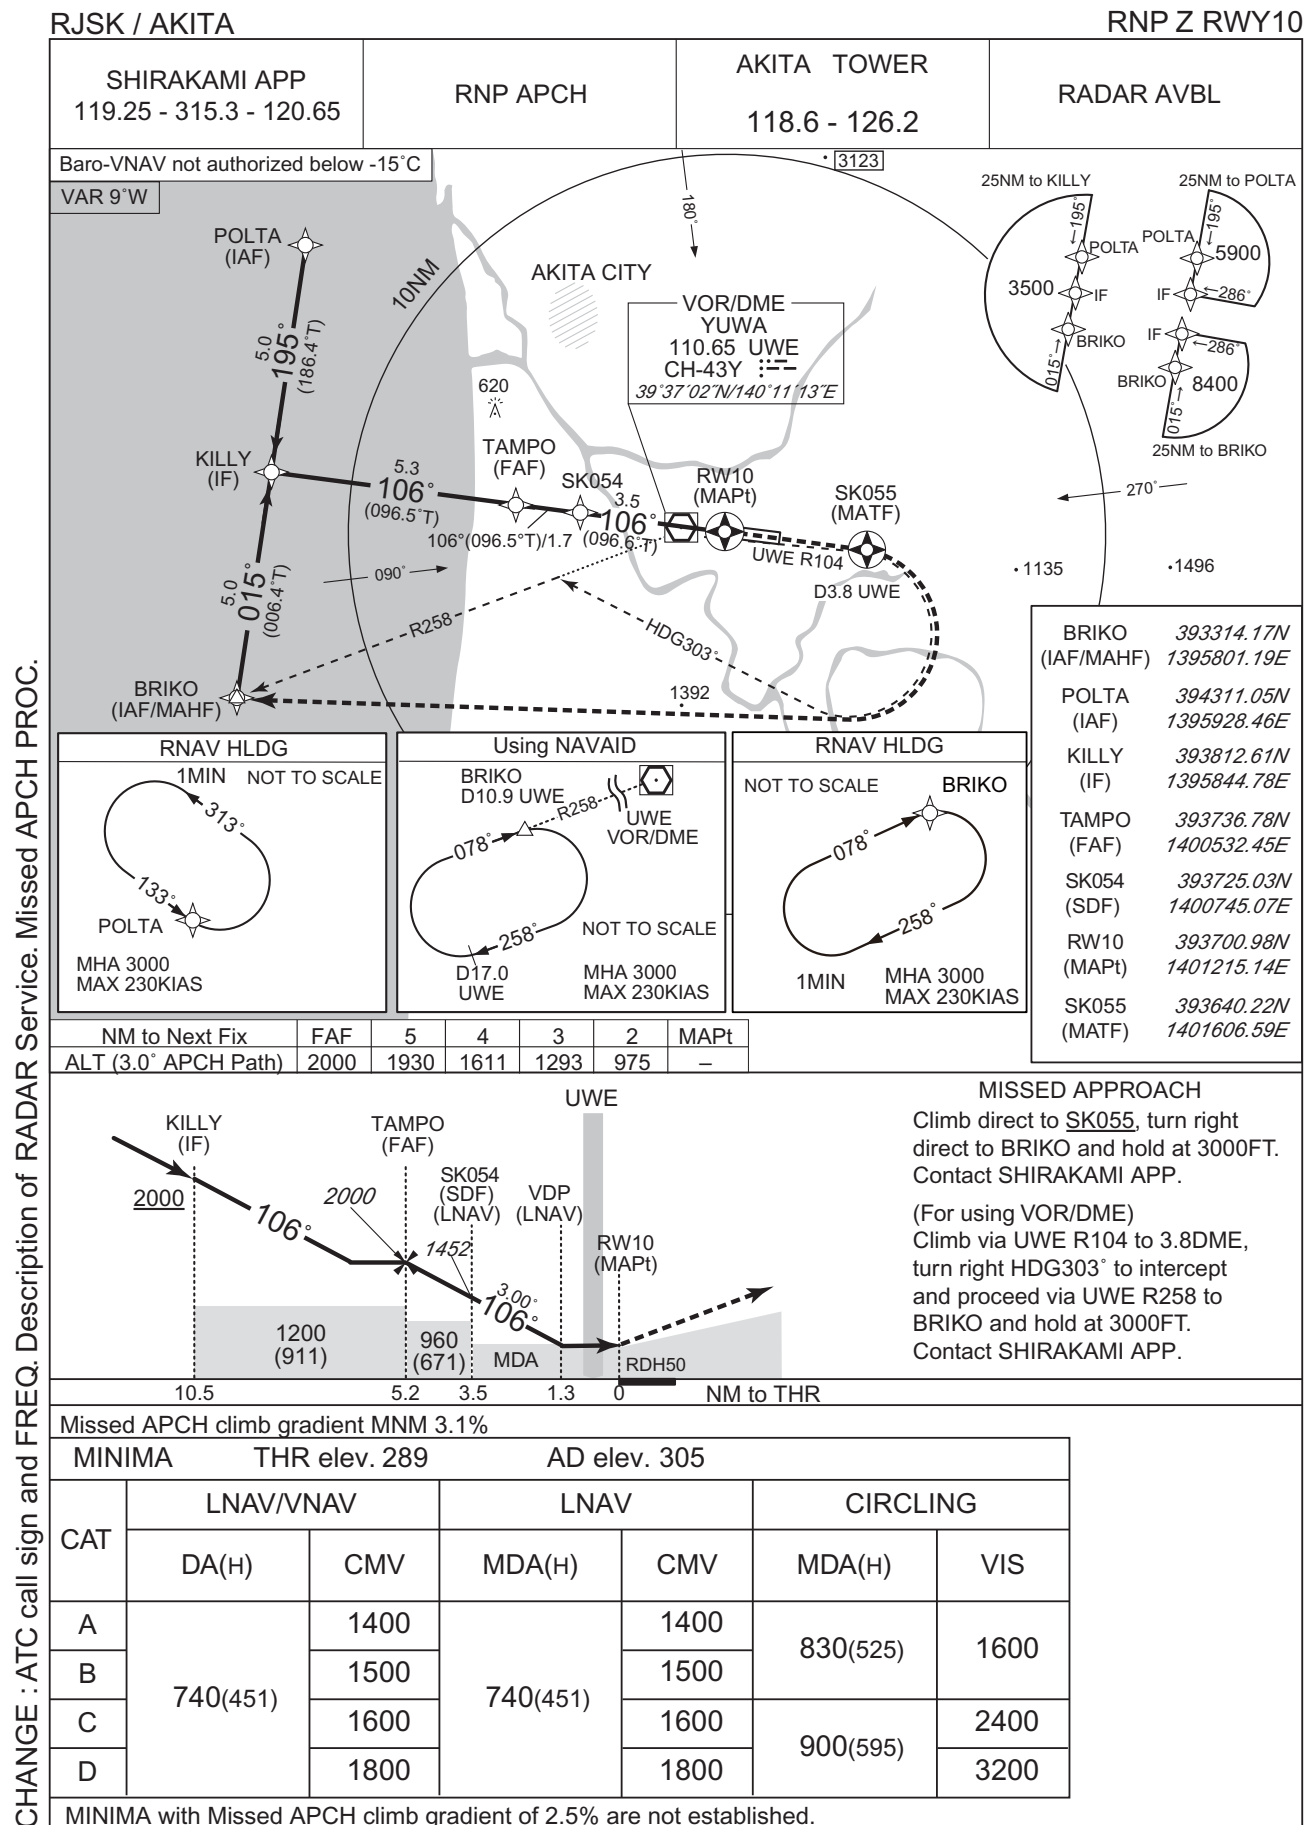 RJSK / AKITA
RNP Z RWY10
SHIRAKAMI APP
119.25 - 315.3 - 120.65
RNP APCH
AKITA TOWER
118.6 - 126.2
RADAR AVBL
Baro-VNAV not authorized below -15˚C
VAR 9˚W
POLTA
(IAF)
5.0
195˚
(186.4˚T)
10NM
KILLY
(IF)
5.0
015˚
(006.4˚T)
BRIKO
(IAF/MAHF)
5.3
106˚
(096.5˚T)
180˚
3123
AKITA CITY
VOR/DME
YUWA
110.65 UWE
CH-43Y
39˚37´02˝N/140˚11´13˝E
620
TAMPO
(FAF)
SK054
3.5
106˚
(096.6˚T)
106˚(096.5˚T)/1.7
RW10
(MAPt)
SK055
(MATF)
UWE R104
D3.8 UWE
090˚
R258
HDG303˚
1392
270˚
1135
1496
25NM to KILLY
195˚
POLTA
3500
IF
BRIKO
015˚
25NM to POLTA
195˚
POLTA
5900
IF
286˚
IF
286˚
BRIKO
8400
015˚
25NM to BRIKO
BRIKO 393314.17N
(IAF/MAHF) 1395801.19E
POLTA 394311.05N
(IAF) 1395928.46E
KILLY 393812.61N
(IF) 1395844.78E
TAMPO 393736.78N
(FAF) 1400532.45E
SK054 393725.03N
(SDF) 1400745.07E
RW10 393700.98N
(MAPt) 1401215.14E
SK055 393640.22N
(MATF) 1401606.59E
RNAV HLDG
1MIN NOT TO SCALE
313˚
133˚
POLTA
MHA 3000
MAX 230KIAS
Using NAVAID
BRIKO
D10.9 UWE
R258
UWE
VOR/DME
078˚
258˚
NOT TO SCALE
D17.0
UWE
MHA 3000
MAX 230KIAS
RNAV HLDG
NOT TO SCALE
BRIKO
078˚
258˚
1MIN
MHA 3000
MAX 230KIAS
NM to Next Fix FAF 5 4 3 2 MAPt
ALT (3.0˚ APCH Path) 2000 1930 1611 1293 975 –
UWE
KILLY
(IF)
2000
106˚
TAMPO
(FAF)
2000
SK054
(SDF)
(LNAV)
1452
VDP
(LNAV)
RW10
(MAPt)
3.00˚
106˚
1200
(911)
960
(671)
MDA
RDH50
10.5 5.2 3.5 1.3 0 NM to THR
MISSED APPROACH
Climb direct to SK055, turn right
direct to BRIKO and hold at 3000FT.
Contact SHIRAKAMI APP.
(For using VOR/DME)
Climb via UWE R104 to 3.8DME,
turn right HDG303˚ to intercept
and proceed via UWE R258 to
BRIKO and hold at 3000FT.
Contact SHIRAKAMI APP.
Missed APCH climb gradient MNM 3.1%
MINIMA THR elev. 289 AD elev. 305
CAT LNAV/VNAV LNAV CIRCLING
DA(H) CMV MDA(H) CMV MDA(H) VIS
A 1400 1400
830(525) 1600
B 1500 1500
740(451) 740(451)
C 1600 1600 2400
900(595)
D 1800 1800 3200
MINIMA with Missed APCH climb gradient of 2.5% are not established.
CHANGE : ATC call sign and FREQ. Description of RADAR Service. Missed APCH PROC.